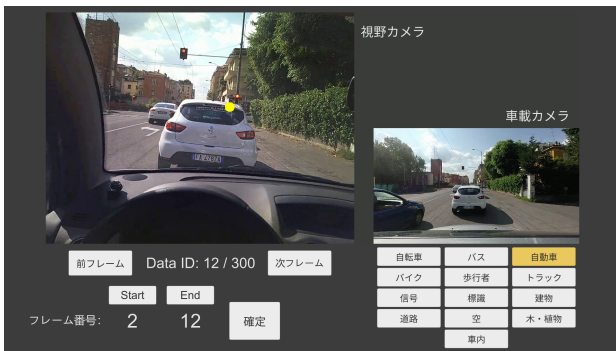 視野カメラ
車載カメラ
前フレーム
Data ID: 12 / 300
次フレーム
Start
End
フレーム番号:
2
12
確定
自転車
バス
自動車
バイク
歩行者
トラック
信号
標識
建物
道路
空
木・植物
車内